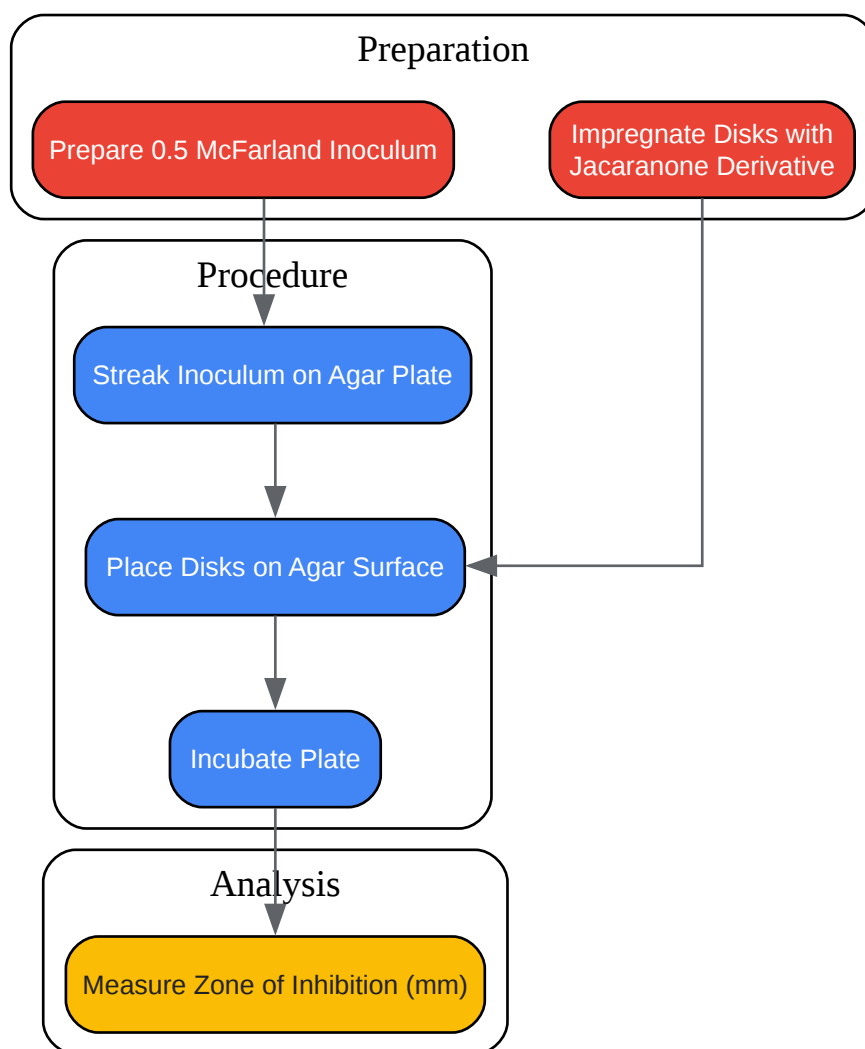 Preparation
Prepare 0.5 McFarland Inoculum
Impregnate Disks with
Jacaranone Derivative
Procedure
Streak Inoculum on Agar Plate
Place Disks on Agar Surface
Incubate Plate
Analysis
Measure Zone of Inhibition (mm)